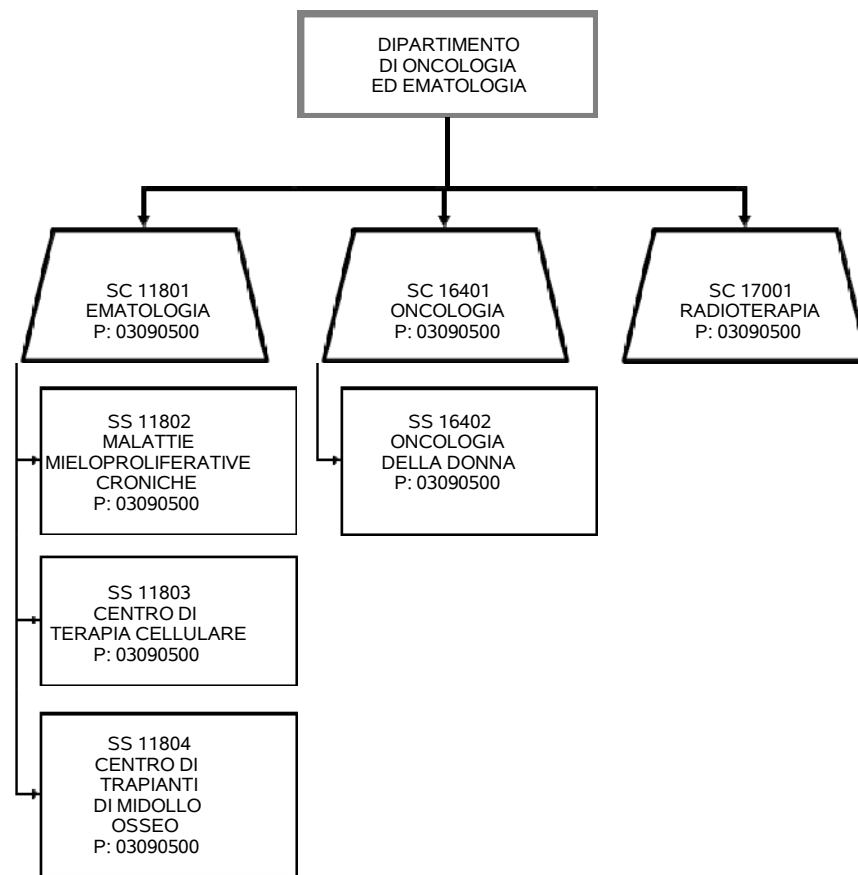 DIPARTIMENTO
DI ONCOLOGIA
ED EMATOLOGIA
SC 11801
EMATOLOGIA
P: 03090500
SC 16401
ONCOLOGIA
P: 03090500
SC 17001
RADIOTERAPIA
P: 03090500
SS 11802
MALATTIE
MIELOPROLIFERATIVE
CRONICHE
P: 03090500
SS 16402
ONCOLOGIA
DELLA DONNA
P: 03090500
SS 11803
CENTRO DI
TERAPIA CELLULARE
P: 03090500
SS 11804
CENTRO DI
TRAPIANTI
DI MIDOLLO
OSSEO
P: 03090500